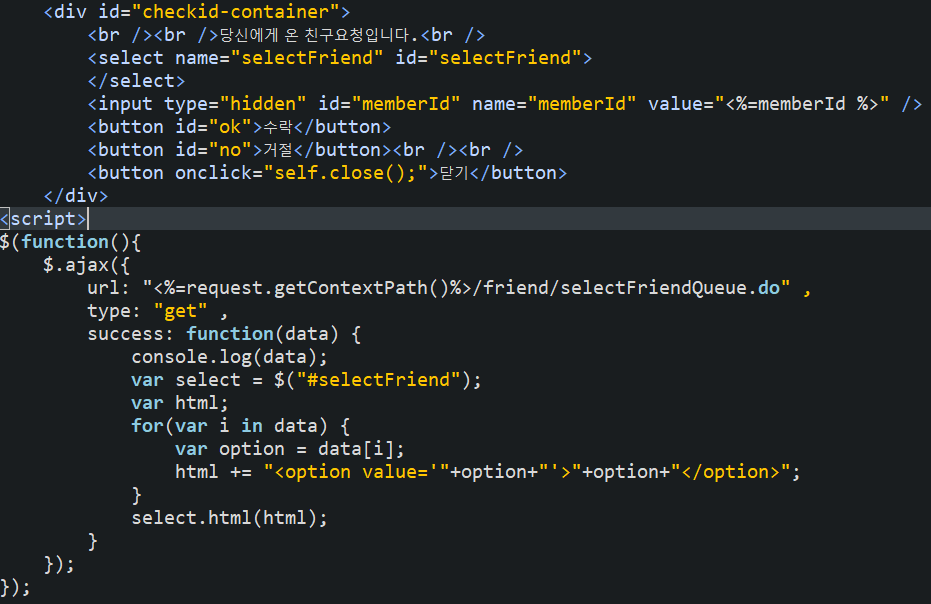 <div id="checkid-container">
<br /><br />당신에게 온 친구요청입니다.<br />
<select name="selectFriend" id="selectFriend">
</select>
<input type="hidden" id="memberId" name="memberId" value="<%=memberId %>" />
<button id="ok">수락</button>
<button id="no">거절</button><br /><br />
<button onclick="self.close();">닫기</button>
</div>
<script>
$(function(){
$.ajax({
url: "<%=request.getContextPath()%>/friend/selectFriendQueue.do" ,
type: "get" ,
success: function(data) {
console.log(data);
var select = $("#selectFriend");
var html;
for(var i in data) {
var option = data[i];
html += "<option value='"+option+"'>"+option+"</option>";
}
select.html(html);
}
});
});